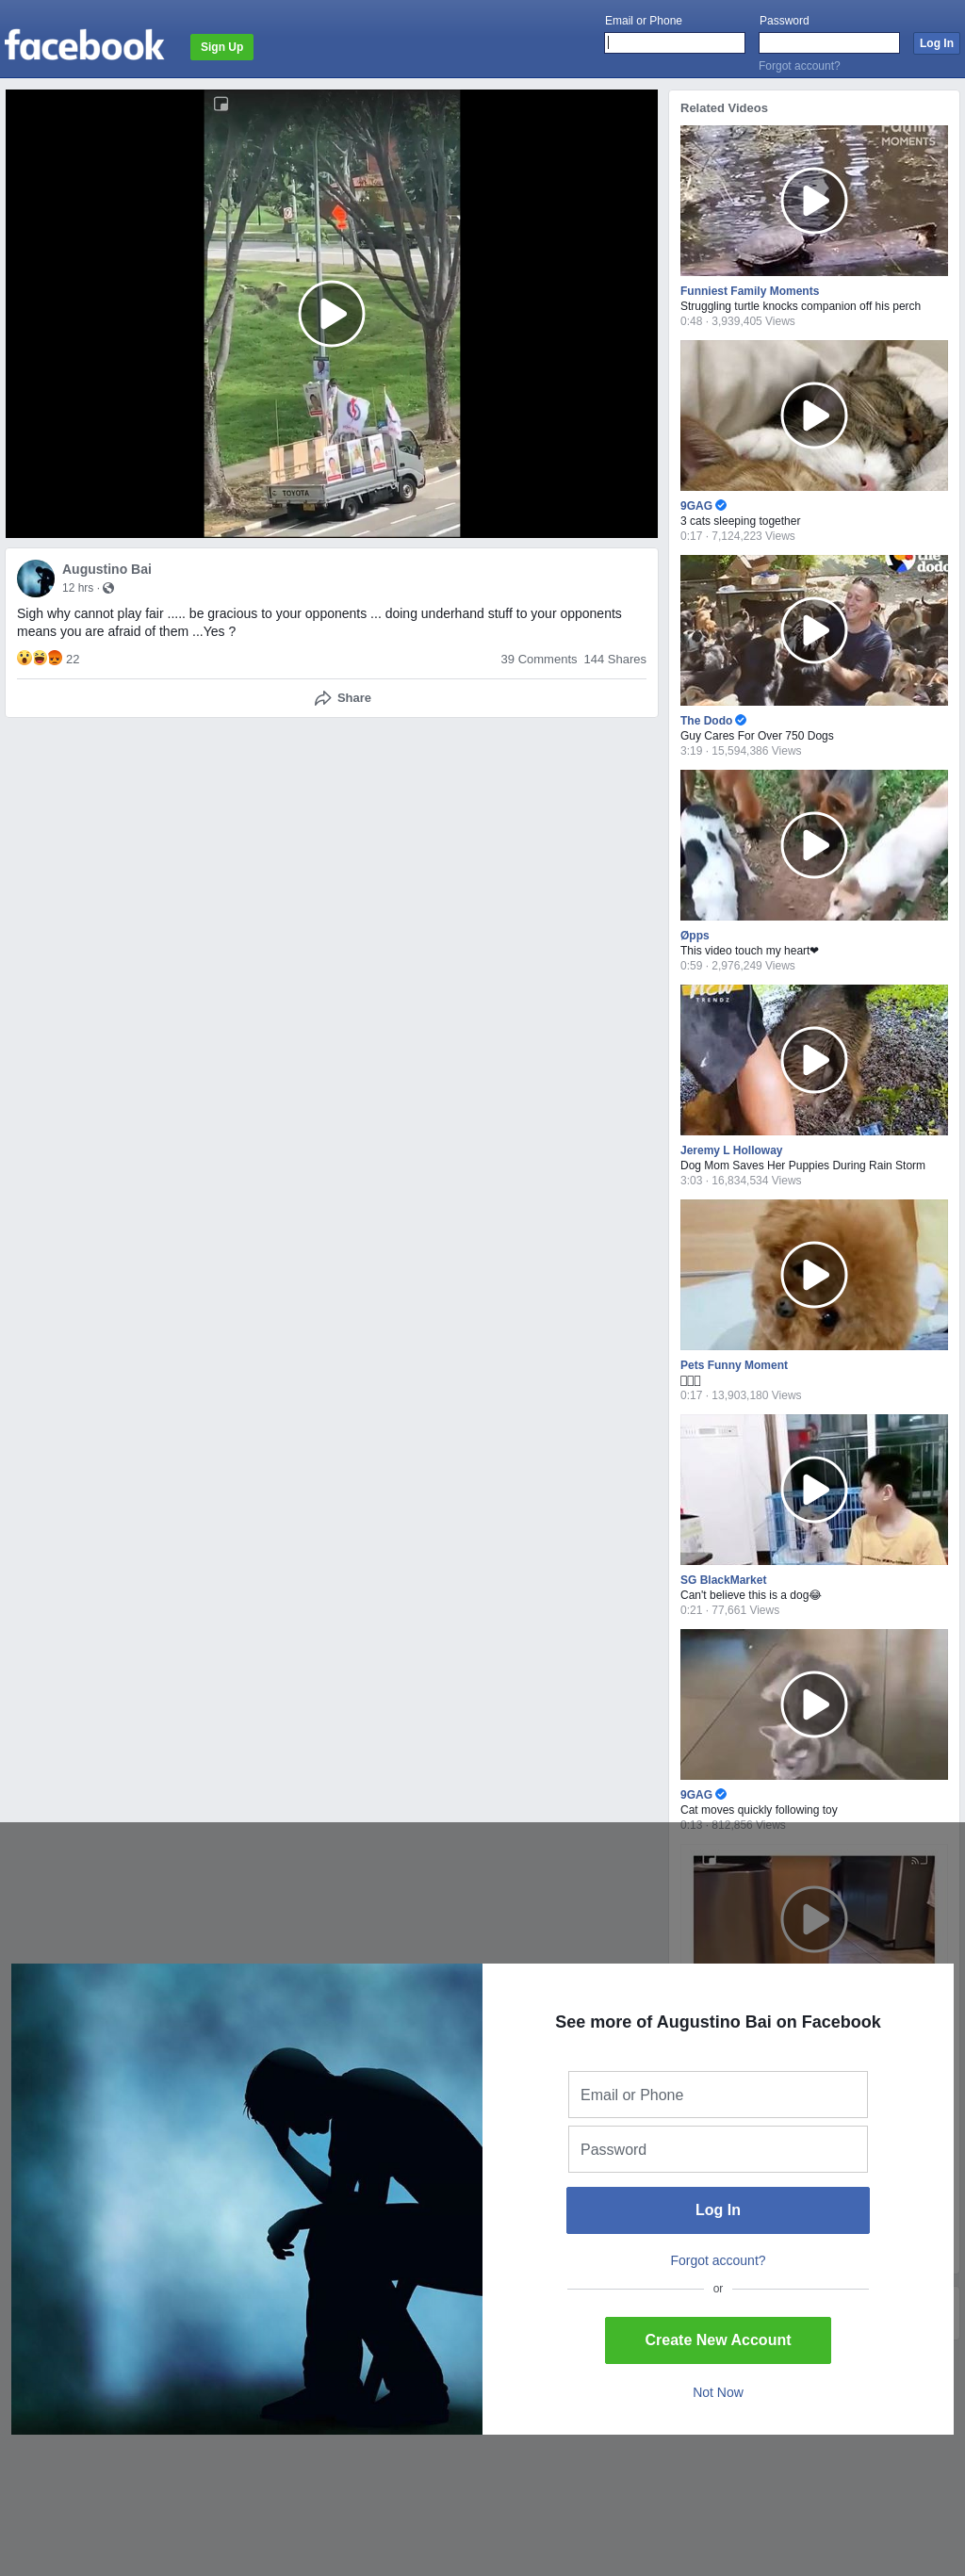 facebook
Sign Up
Email or Phone
Password
Log In
Forgot account?
TOYOTA
Augustino Bai
12 hrs ·
Sigh why cannot play fair ..... be gracious to your opponents ... doing underhand stuff to your opponents
means you are afraid of them ...Yes ?
22
39 Comments 144 Shares
Share
Related Videos
Family
MOMENTS
Funniest Family Moments
Struggling turtle knocks companion off his perch
0:48 · 3,939,405 Views
9GAG
3 cats sleeping together
0:17 · 7,124,223 Views
the
dodo
The Dodo
Guy Cares For Over 750 Dogs
3:19 · 15,594,386 Views
Øpps
This video touch my heart❤
0:59 · 2,976,249 Views
New
TRENDZ
Jeremy L Holloway
Dog Mom Saves Her Puppies During Rain Storm
3:03 · 16,834,534 Views
Pets Funny Moment
0:17 · 13,903,180 Views
SG BlackMarket
Can't believe this is a dog😂
0:21 · 77,661 Views
9GAG
Cat moves quickly following toy
0:13 · 812,856 Views
See more of Augustino Bai on Facebook
Email or Phone
Password
Log In
Forgot account?
or
Create New Account
Not Now